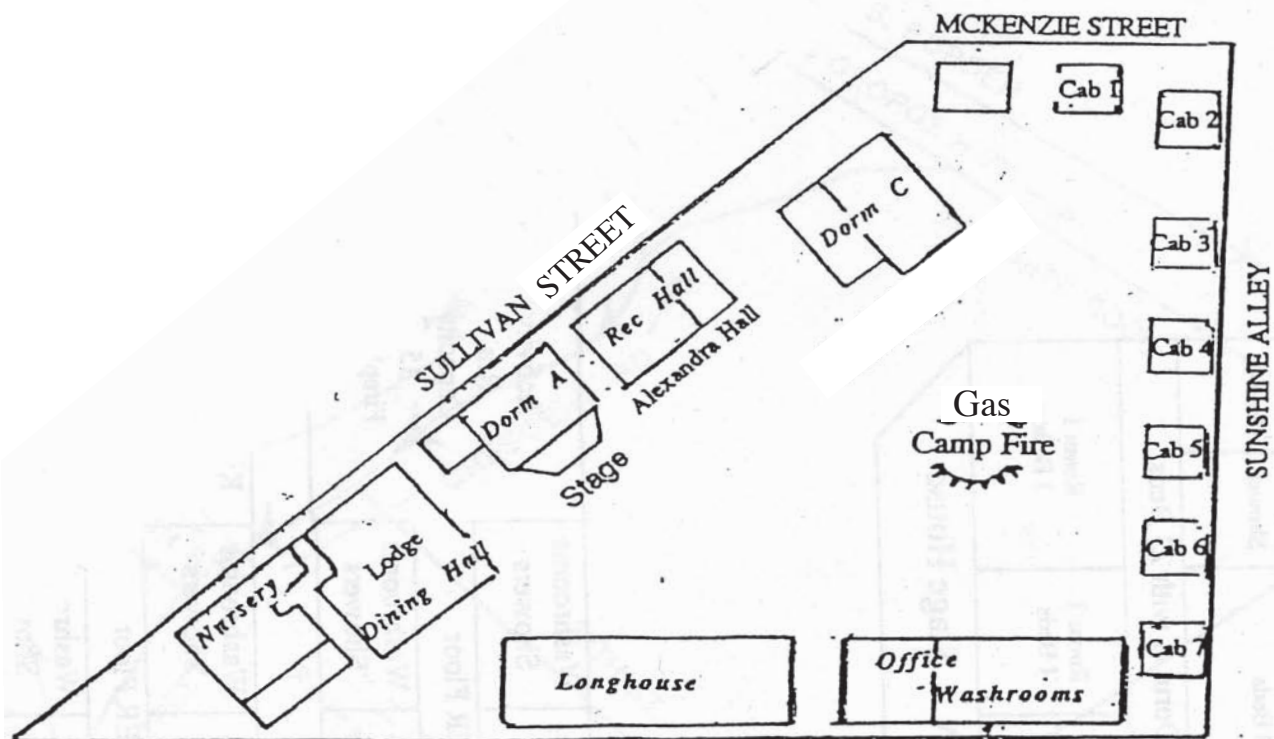 MCKENZIE STREET
Cab 1
Cab 2
Dorm C
SULLIVAN STREET
Cab 3
Rec Hall
Alexandra Hall
Cab 4
SUNSHINE ALLEY
Dorm A
Stage
Gas
Camp Fire
Cab 5
Lodge
Dining Hall
Nursery
Cab 6
Cab 7
Longhouse
Office
Washrooms